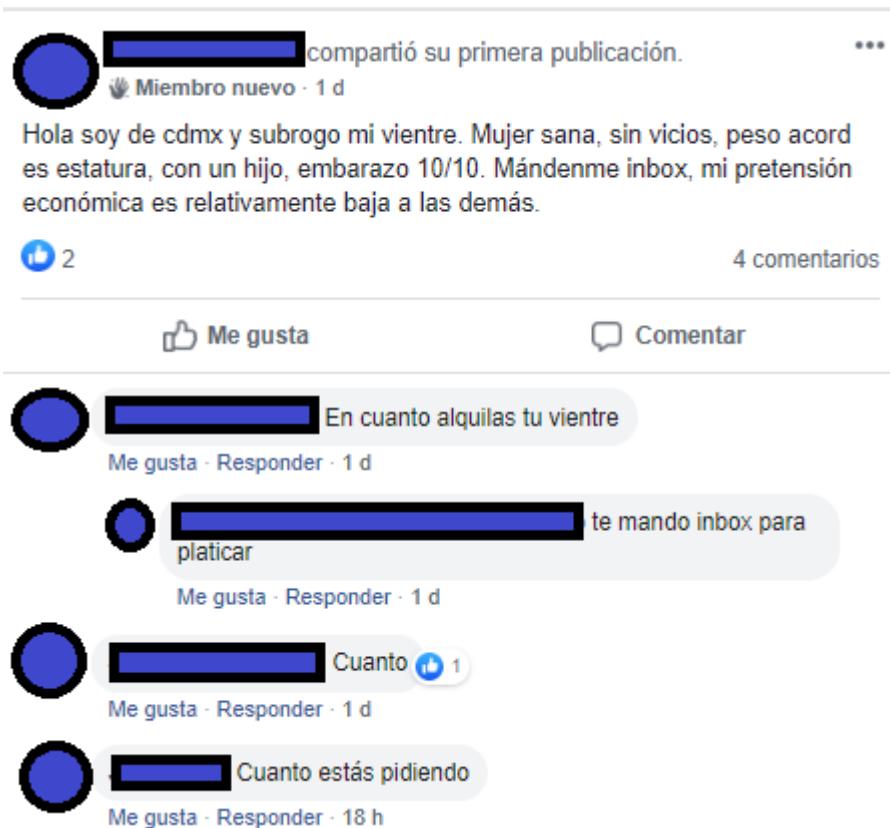 compartió su primera publicación.
Miembro nuevo · 1 d
Hola soy de cdmx y subrogo mi vientre. Mujer sana, sin vicios, peso acord
es estatura, con un hijo, embarazo 10/10. Mándenme inbox, mi pretensión
económica es relativamente baja a las demás.
2
4 comentarios
Me gusta
Comentar
En cuanto alquilas tu vientre
Me gusta · Responder · 1 d
te mando inbox para
platicar
Me gusta · Responder · 1 d
Cuanto
1
Me gusta · Responder · 1 d
Cuanto estás pidiendo
Me gusta · Responder · 18 h